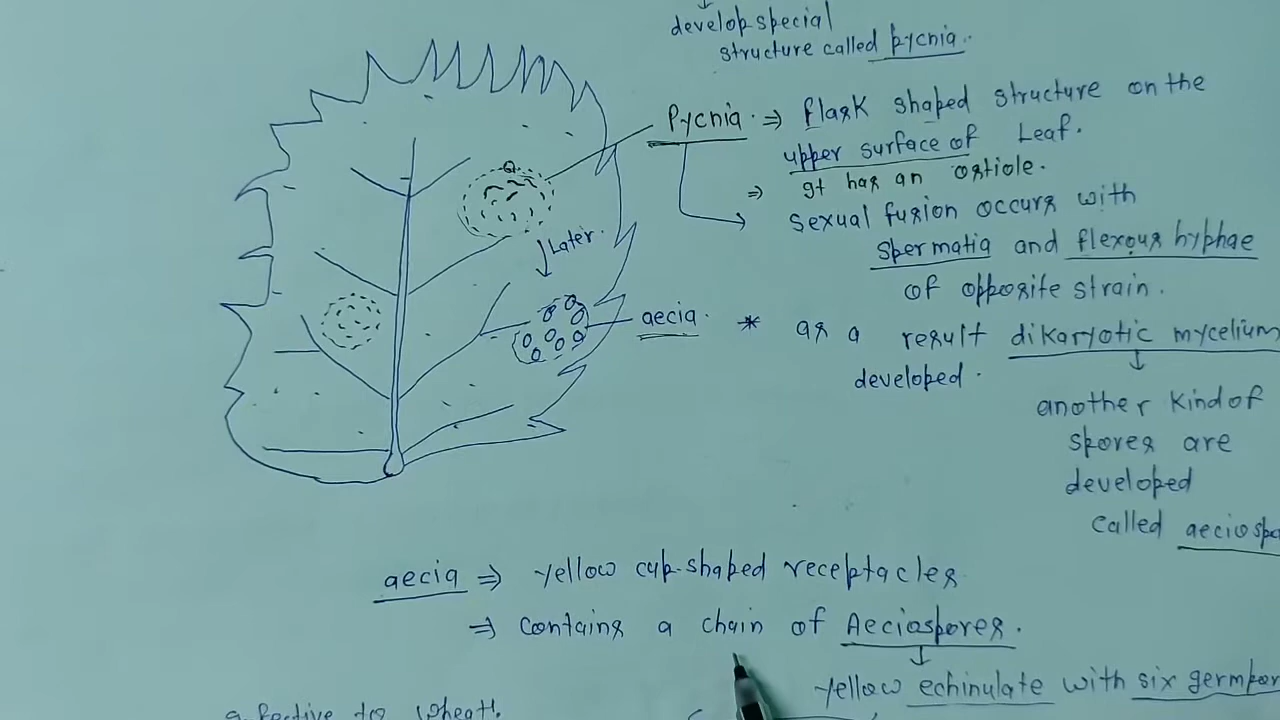 develop special
structure called pycnia.
Pycnia. ⇒ flask shaped structure on the
upper surface of Leaf.
⇒ It has an ostiole.
sexual fusion occurs with
spermatia and flexous hyphae
of opposite strain.
Later.
aecia. * as a result dikaryotic mycelium
developed.
another kind of
spores are
developed
called
aecia ⇒ yellow cup-shaped receptacles
⇒ contains a chain of Aeciospores.
yellow echinulate with six
to wheat.